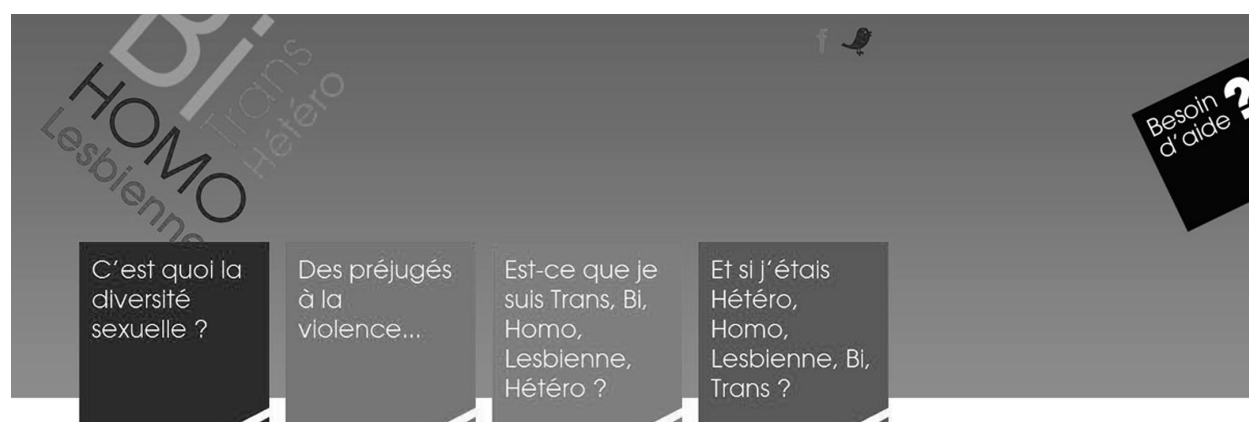 Bi
Trans
Hétéro
HOMO
Lesbienne
f
Besoin
d'aide ?
C'est quoi la
diversité
sexuelle ?
Des préjugés
à la
violence...
Est-ce que je
suis Trans, Bi,
Homo,
Lesbienne,
Hétéro ?
Et si j'étais
Hétéro,
Homo,
Lesbienne, Bi,
Trans ?